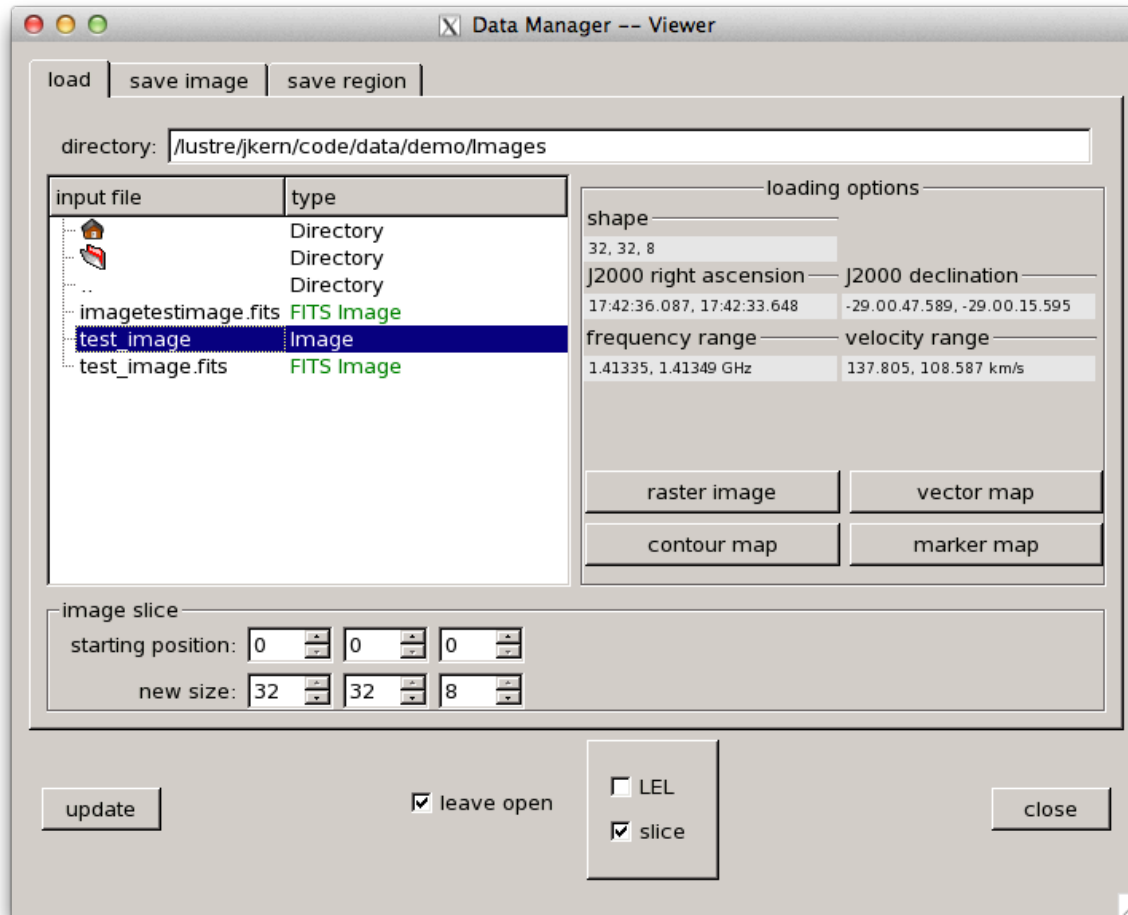 Data Manager -- Viewer
load save image save region
directory: /lustre/jkern/code/data/demo/Images
input file type
Directory
Directory
.. Directory
imagetestimage.fits FITS Image
test_image Image
test_image.fits FITS Image
loading options
shape
32, 32, 8
J2000 right ascension J2000 declination
17:42:36.087, 17:42:33.648 -29.00.47.589, -29.00.15.595
frequency range velocity range
1.41335, 1.41349 GHz 137.805, 108.587 km/s
raster image vector map
contour map marker map
image slice
starting position: 0 0 0
new size: 32 32 8
update leave open LEL
slice close